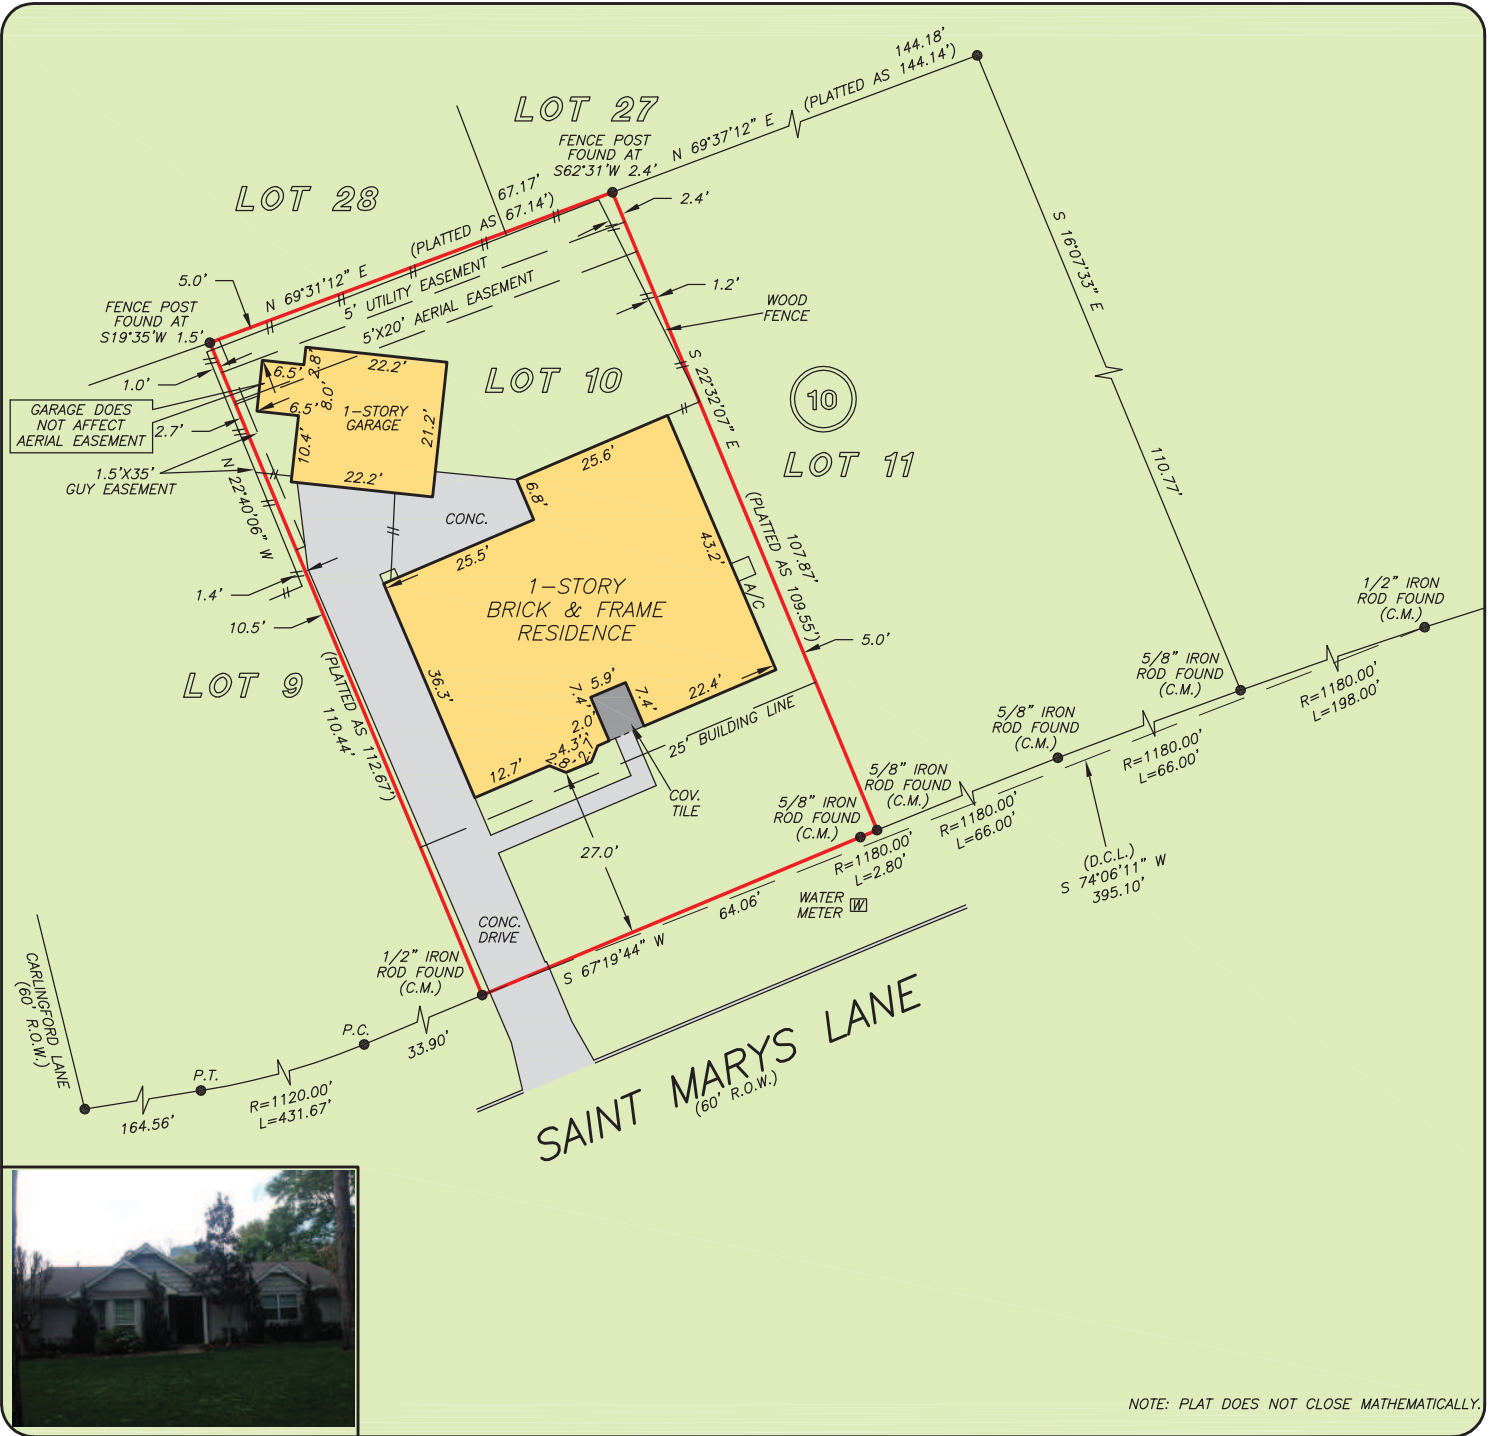 144.18'
(PLATTED AS 144.14')
N 69°37'12" E
LOT 27
FENCE POST
FOUND AT
S62°31'W 2.4'
LOT 28
67.17'
(PLATTED AS 67.14')
2.4'
N 69°31'12" E
5.0'
5' UTILITY EASEMENT
5'X20' AERIAL EASEMENT
FENCE POST
FOUND AT
S19°35'W 1.5'
1.2'
WOOD
FENCE
S 16°07'33" E
110.77'
1.0'
GARAGE DOES
NOT AFFECT
AERIAL EASEMENT
2.7'
1.5'X35'
GUY EASEMENT
6.5'
2.8'
22.2'
8.0'
6.5'
1-STORY
GARAGE
21.2'
10.4'
22.2'
LOT 10
10
LOT 11
S 22°32'07" E
(PLATTED AS 109.55')
107.87'
N 22°40'06" W
(PLATTED AS 112.67')
110.44'
CONC.
25.6'
6.8'
25.5'
43.2'
1-STORY
BRICK & FRAME
RESIDENCE
A/C
1.4'
10.5'
5.0'
LOT 9
36.3'
5.9'
7.4'
7.4'
22.4'
2.0'
4.3'
2.8'
2.7'
12.7'
25' BUILDING LINE
COV.
TILE
27.0'
1/2" IRON
ROD FOUND
(C.M.)
5/8" IRON
ROD FOUND
(C.M.)
R=1180.00'
L=198.00'
5/8" IRON
ROD FOUND
(C.M.)
R=1180.00'
L=66.00'
5/8" IRON
ROD FOUND
(C.M.)
R=1180.00'
L=66.00'
5/8" IRON
ROD FOUND
(C.M.)
R=1180.00'
L=2.80'
(D.C.L.)
S 74°06'11" W
395.10'
WATER
METER W
64.06'
S 67°19'44" W
CONC.
DRIVE
1/2" IRON
ROD FOUND
(C.M.)
33.90'
P.C.
R=1120.00'
L=431.67'
P.T.
164.56'
CARLINGFORD LANE
(60' R.O.W.)
SAINT MARYS LANE
(60' R.O.W.)
NOTE: PLAT DOES NOT CLOSE MATHEMATICALLY.